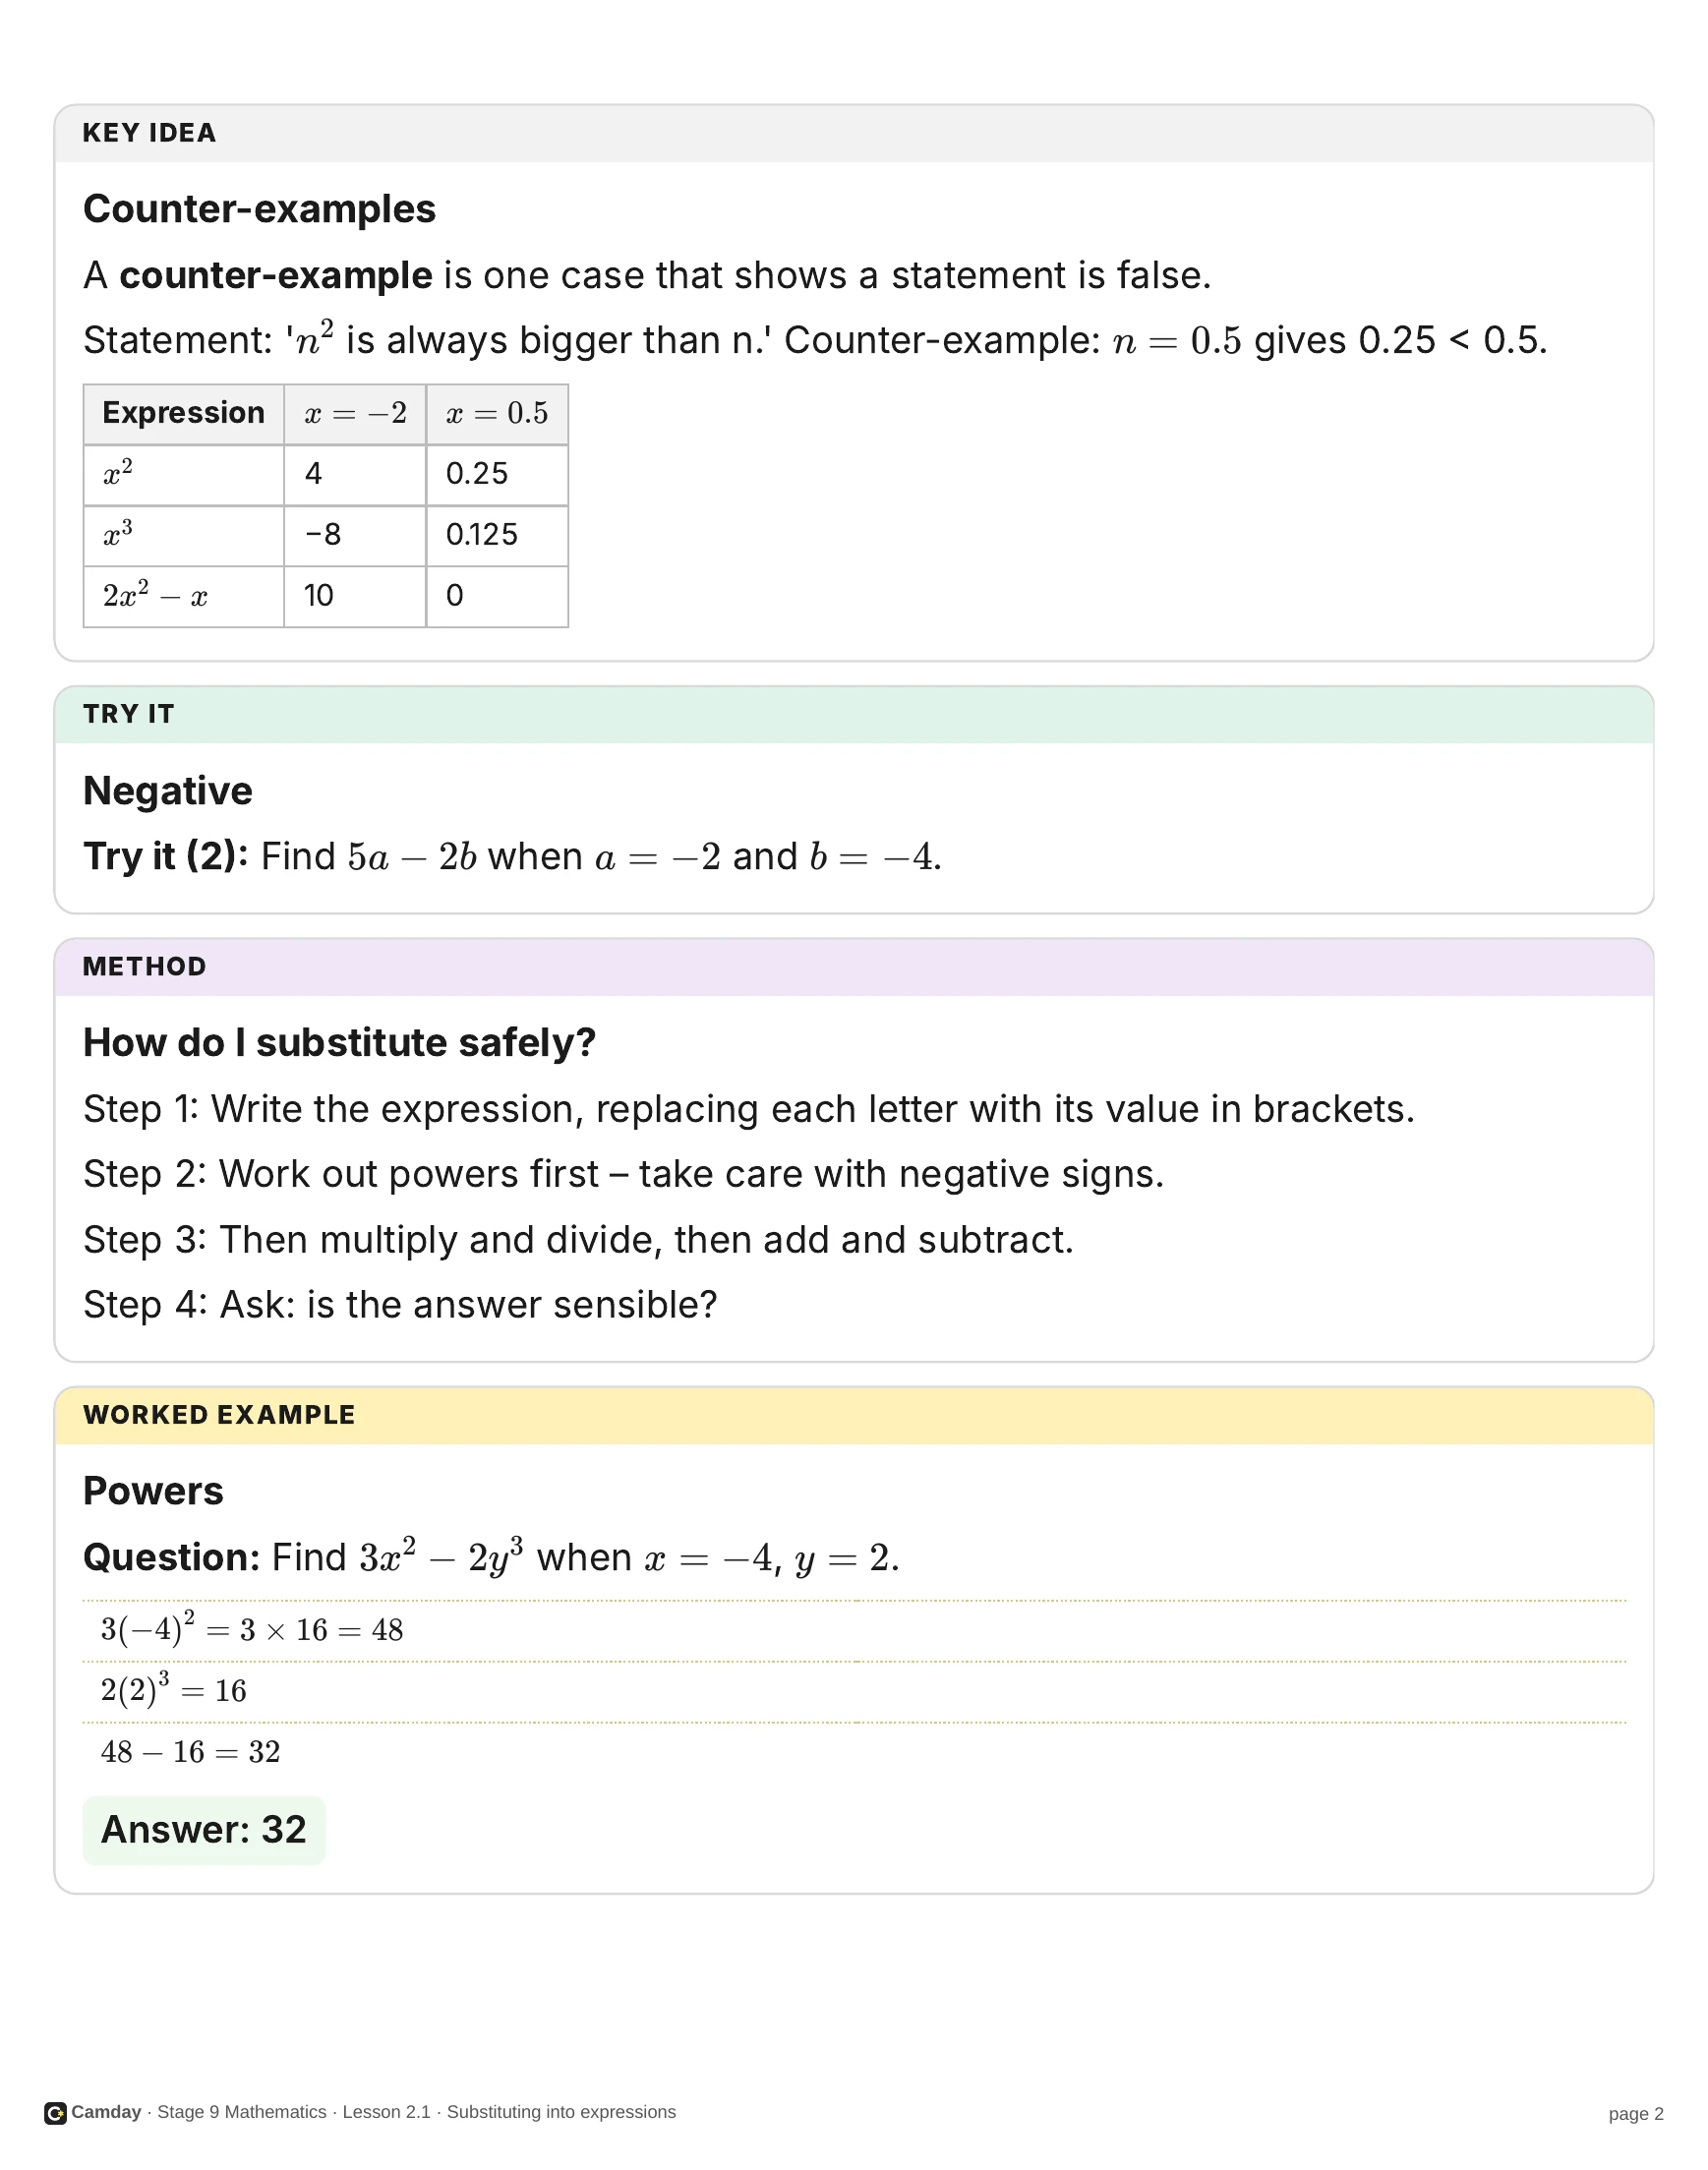 KEY IDEA
Counter-examples
A counter-example is one case that shows a statement is false.
Statement: 'n² is always bigger than n.' Counter-example: n = 0.5 gives 0.25 < 0.5.
Expression x = −2 x = 0.5
x² 4 0.25
x³ −8 0.125
2x² − x 10 0
TRY IT
Negative
Try it (2): Find 5a − 2b when a = −2 and b = −4.
METHOD
How do I substitute safely?
Step 1: Write the expression, replacing each letter with its value in brackets.
Step 2: Work out powers first – take care with negative signs.
Step 3: Then multiply and divide, then add and subtract.
Step 4: Ask: is the answer sensible?
WORKED EXAMPLE
Powers
Question: Find 3x² − 2y³ when x = −4, y = 2.
3(−4)² = 3 × 16 = 48
2(2)³ = 16
48 − 16 = 32
Answer: 32
Camday · Stage 9 Mathematics · Lesson 2.1 · Substituting into expressions
page 2